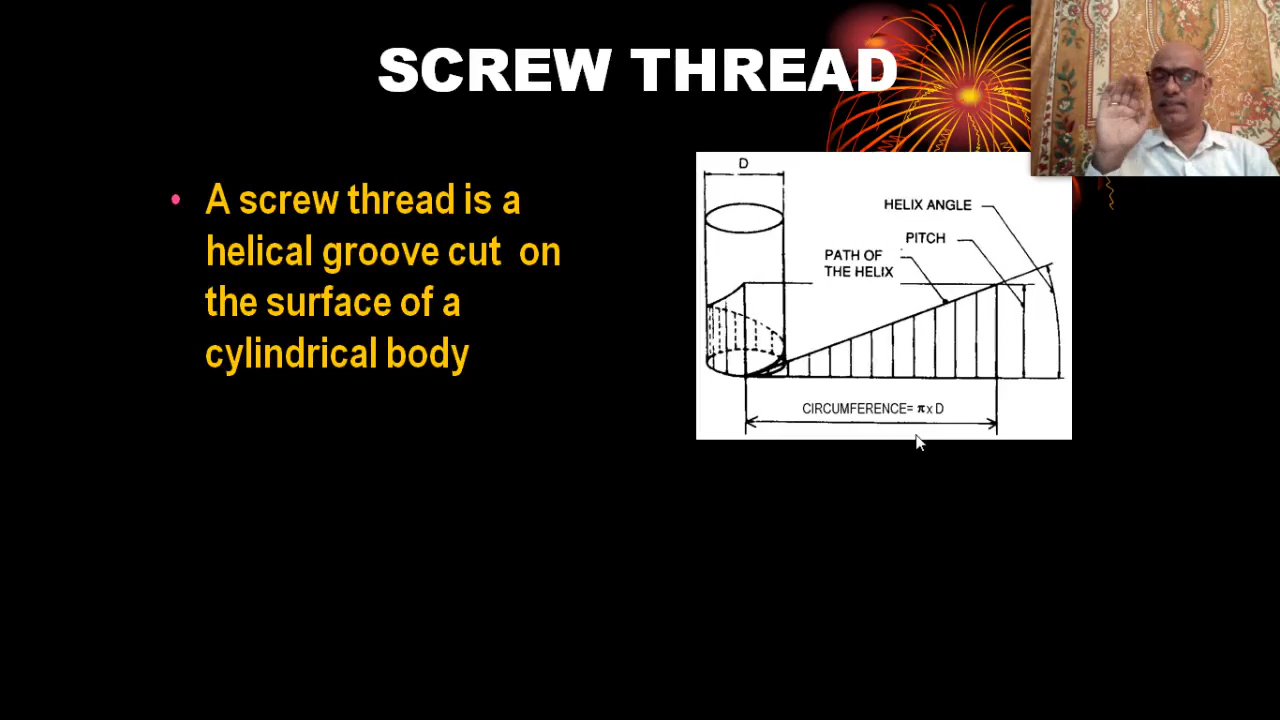 SCREW THREAD
• A screw thread is a
helical groove cut on
the surface of a
cylindrical body
D
HELIX ANGLE
PITCH
PATH OF
THE HELIX
CIRCUMFERENCE= π x D